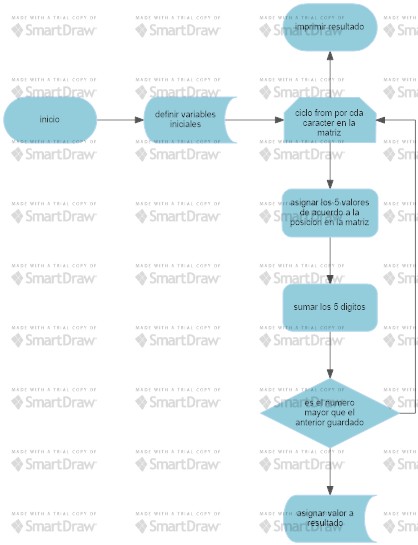 imprimir resultado
inicio
definir variables
iniciales
ciclo from por cda
caracter en la
matriz
asignar los 5 valores
de acuerdo a la
posicion en la matriz
sumar los 5 digitos
es el numero
mayor que el
anterior guardado
asignar valor a
resultado
MADE WITH A TRIAL COPY OF
SmartDraw